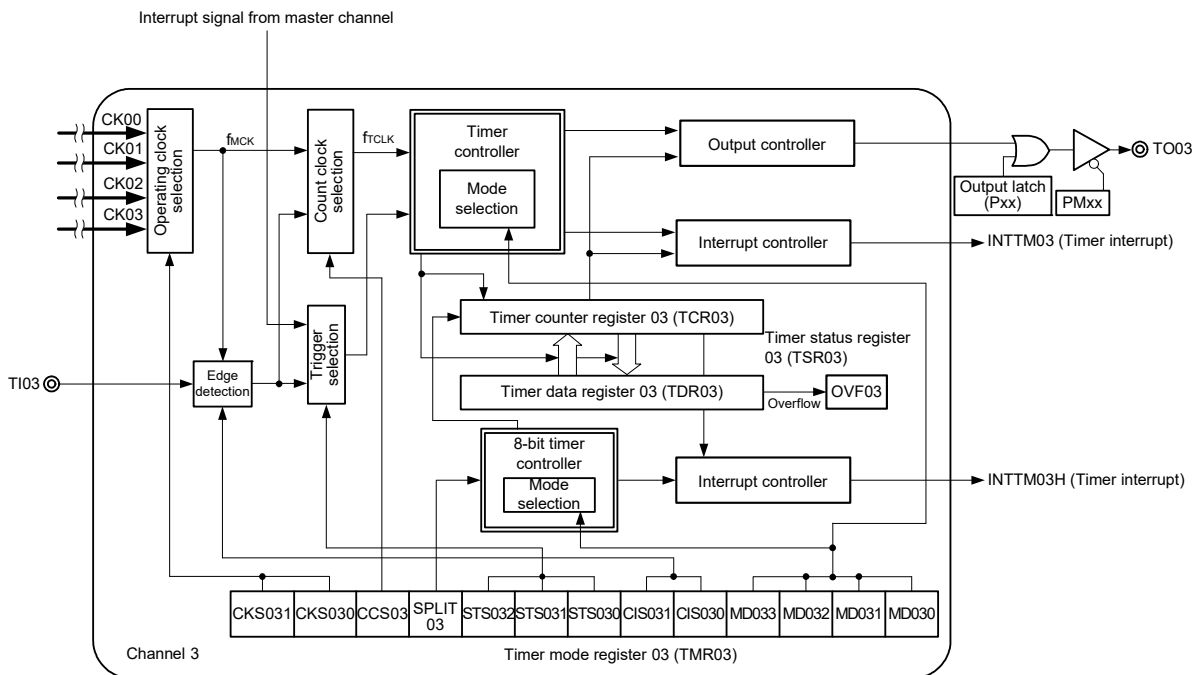 Interrupt signal from master channel
CK00
CK01
CK02
CK03
Operating clock
selection
fMCK
Count clock
selection
fTCLK
Timer
controller
Mode
selection
Output controller
Output latch
(Pxx)
PMxx
TO03
Interrupt controller
INTTM03 (Timer interrupt)
Timer counter register 03 (TCR03)
Timer status register
03 (TSR03)
Trigger
selection
TI03
Edge
detection
Timer data register 03 (TDR03)
Overflow
OVF03
8-bit timer
controller
Mode
selection
Interrupt controller
INTTM03H (Timer interrupt)
CKS031
CKS030
CCS03
SPLIT
03
STS032
STS031
STS030
CIS031
CIS030
MD033
MD032
MD031
MD030
Channel 3
Timer mode register 03 (TMR03)